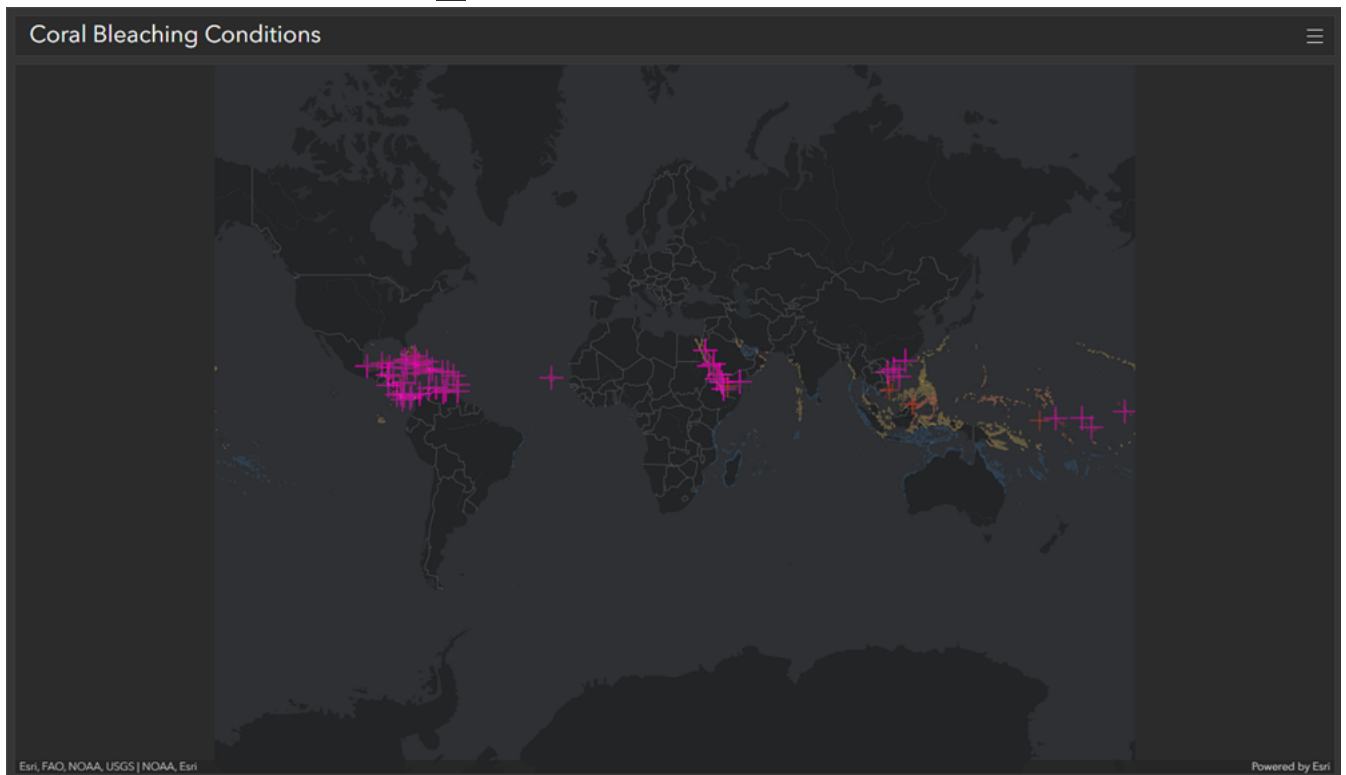 Coral Bleaching Conditions
Esri, FAO, NOAA, USGS | NOAA, Esri
Powered by Esri